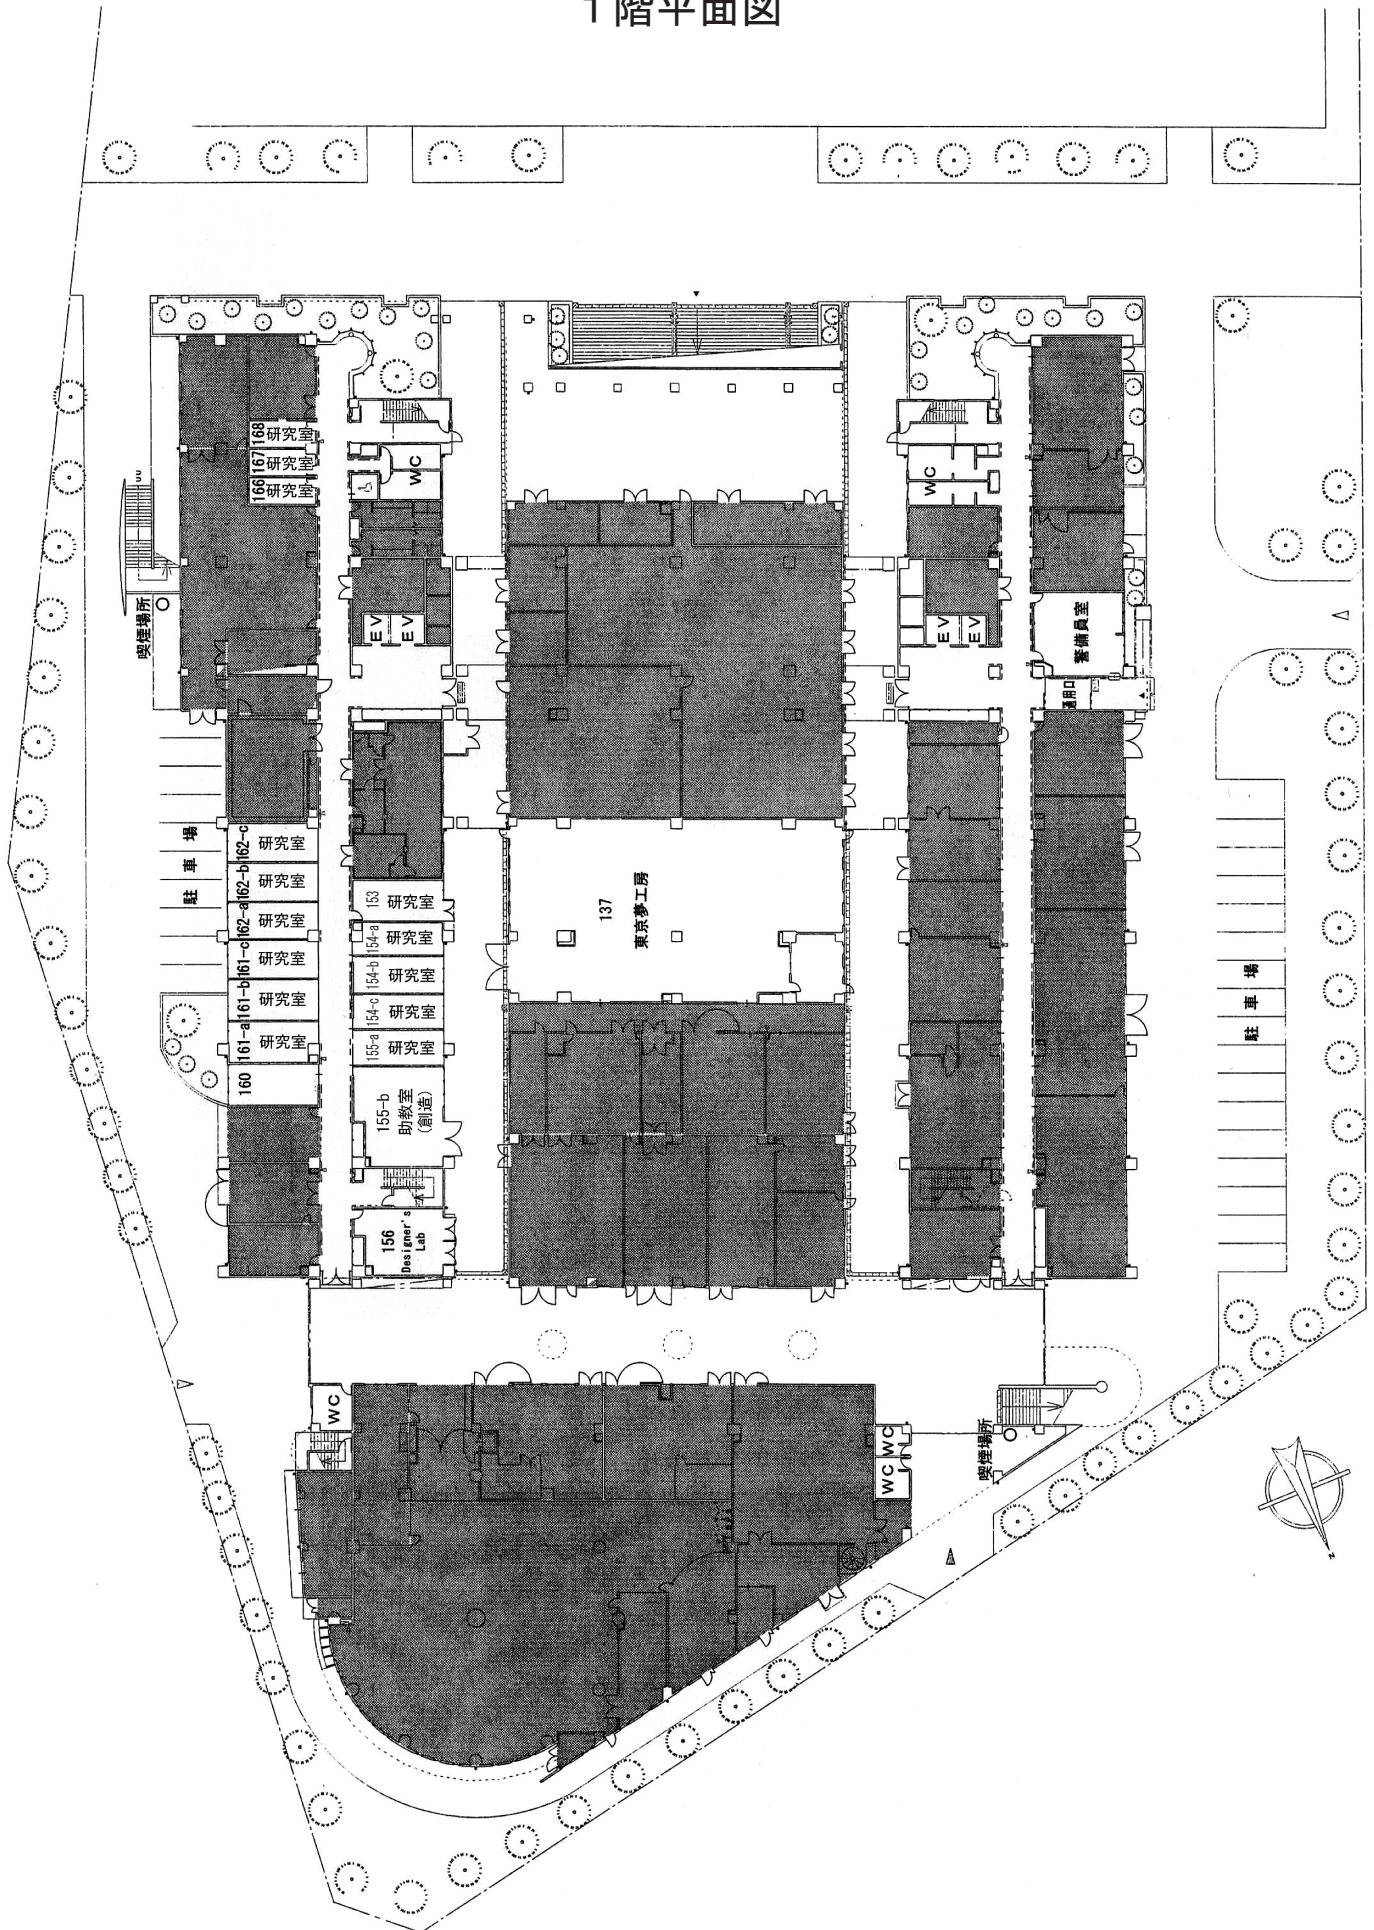 1階平面図
168 研究室
167 研究室
166 研究室
WC
WC
喫煙場所
EV
EV
EV
EV
警備員室
通用口
162-c 研究室
162-b 研究室
162-a 研究室
161-c 研究室
161-b 研究室
161-a 研究室
160
駐車場
153 研究室
154-a 研究室
154-b 研究室
154-c 研究室
155-a 研究室
155-b
助教室
(創造)
156
Designer's
Lab
137
東京夢工房
駐車場
WC
WC
WC
喫煙場所
N